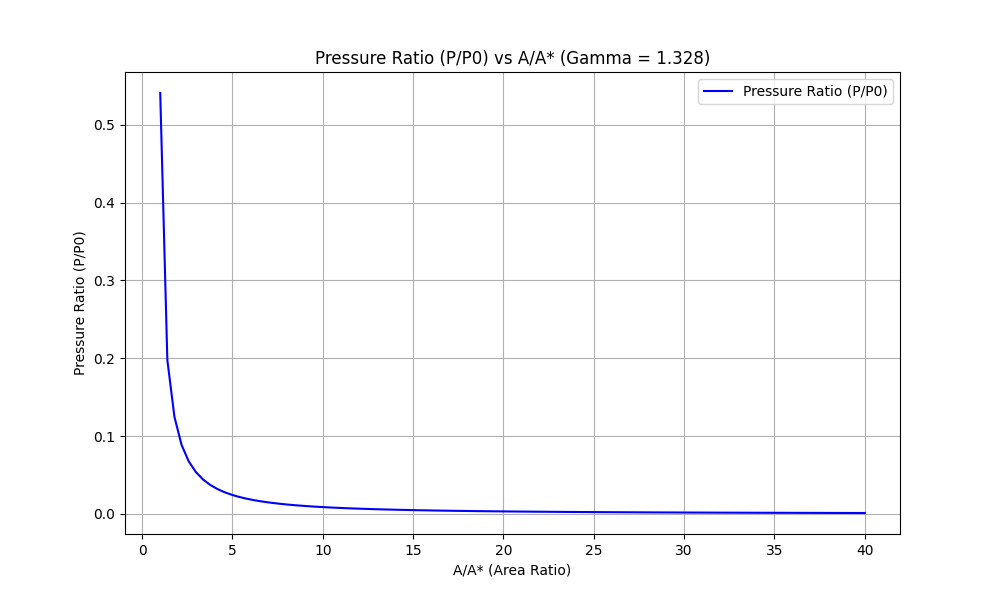 Pressure Ratio (P/P0) vs A/A* (Gamma = 1.328)
Pressure Ratio (P/P0)
0.5
0.4
0.3
0.2
0.1
0.0
Pressure Ratio (P/P0)
0 5 10 15 20 25 30 35 40
A/A* (Area Ratio)